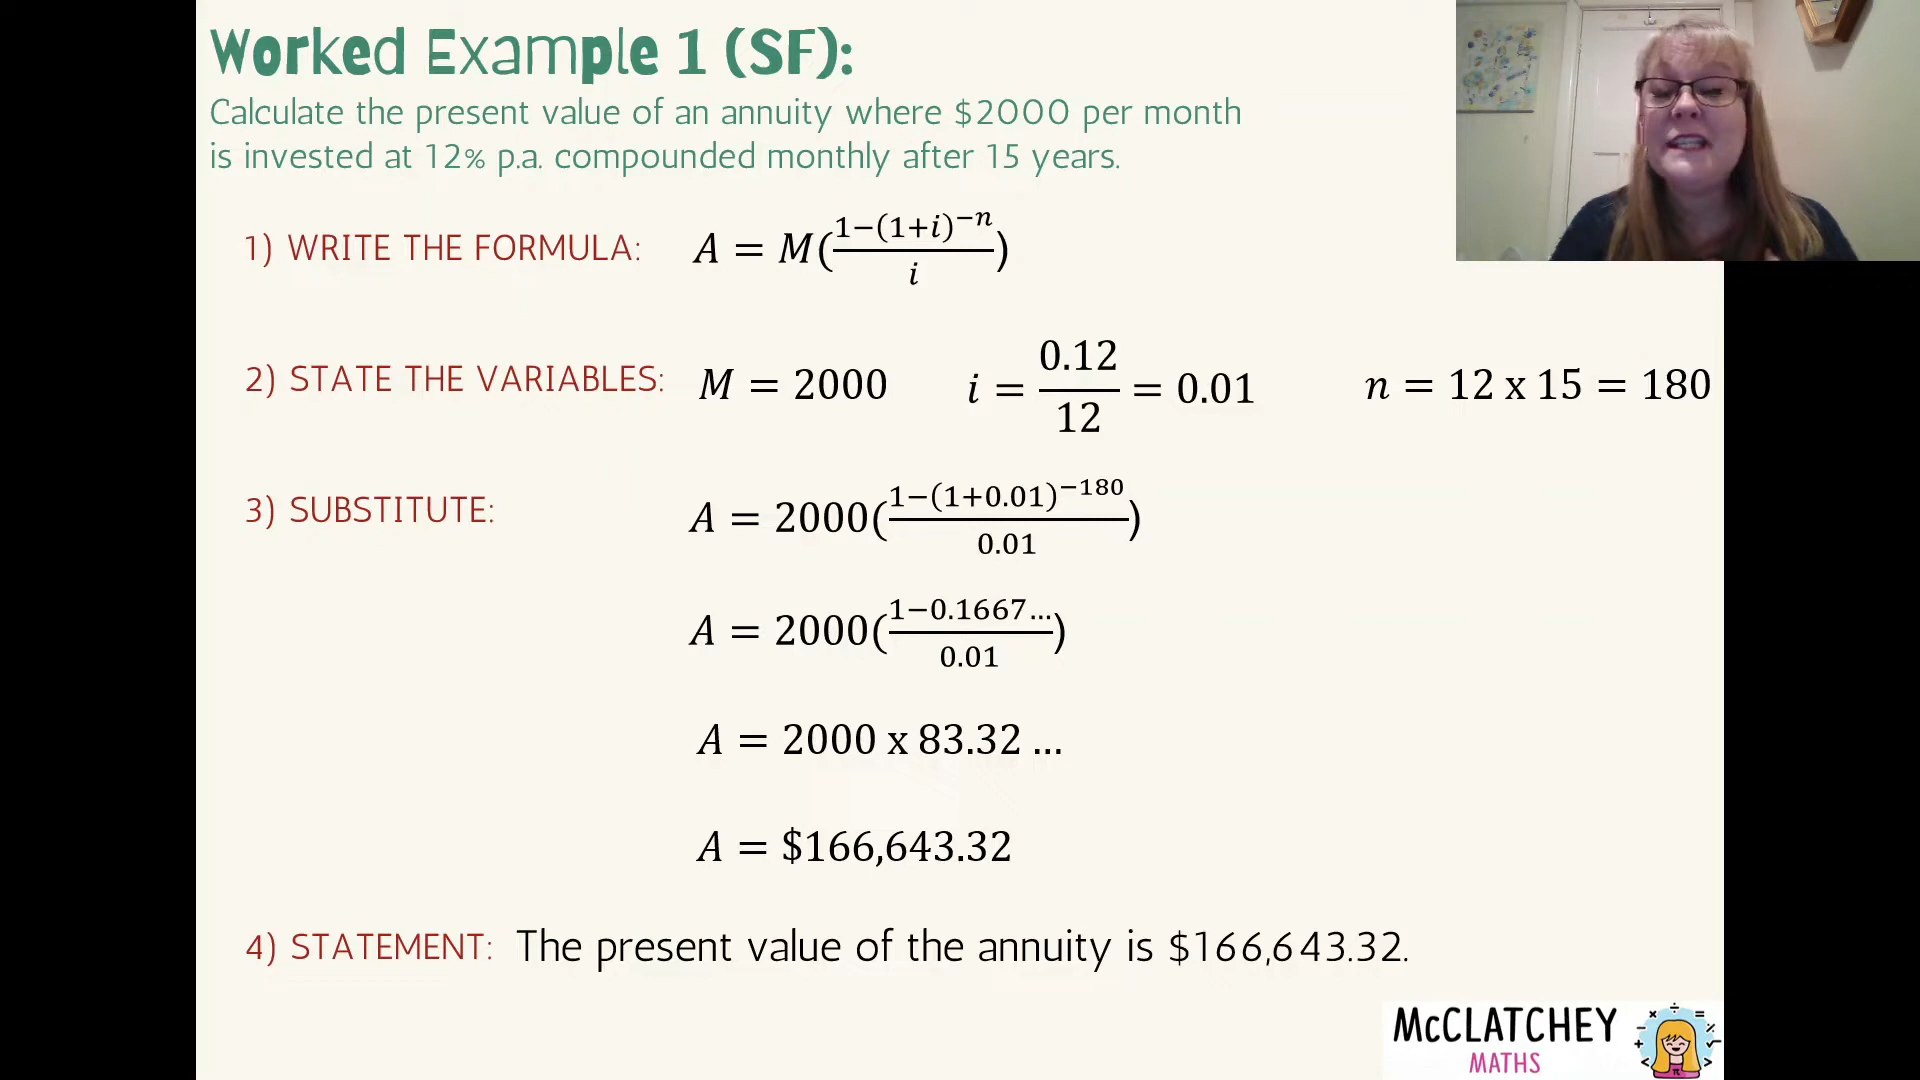 Worked Example 1 (SF):
Calculate the present value of an annuity where $2000 per month
is invested at 12% p.a. compounded monthly after 15 years.
1) WRITE THE FORMULA: A = M(\frac{1−(1+i)^{−n}}{i})
2) STATE THE VARIABLES: M = 2000 i = \frac{0.12}{12} = 0.01 n = 12 x 15 = 180
3) SUBSTITUTE: A = 2000(\frac{1−(1+0.01)^{−180}}{0.01})
A = 2000(\frac{1−0.1667...}{0.01})
A = 2000 x 83.32 ...
A = $166,643.32
4) STATEMENT: The present value of the annuity is $166,643.32.
McCLATCHEY
MATHS